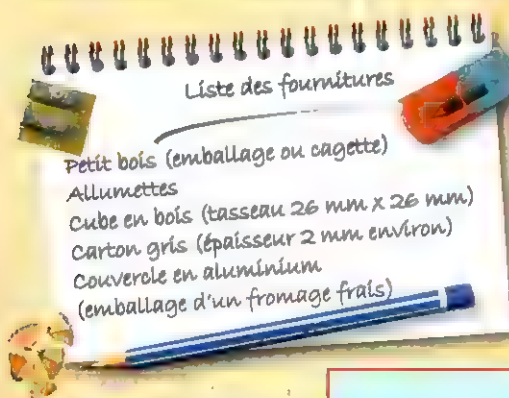 Liste des fournitures
Petit bois (emballage ou cagette)
Allumettes
Cube en bois (tasseau 26 mm x 26 mm)
Carton gris (épaisseur 2 mm environ)
Couvercle en aluminium
(emballage d'un fromage frais)